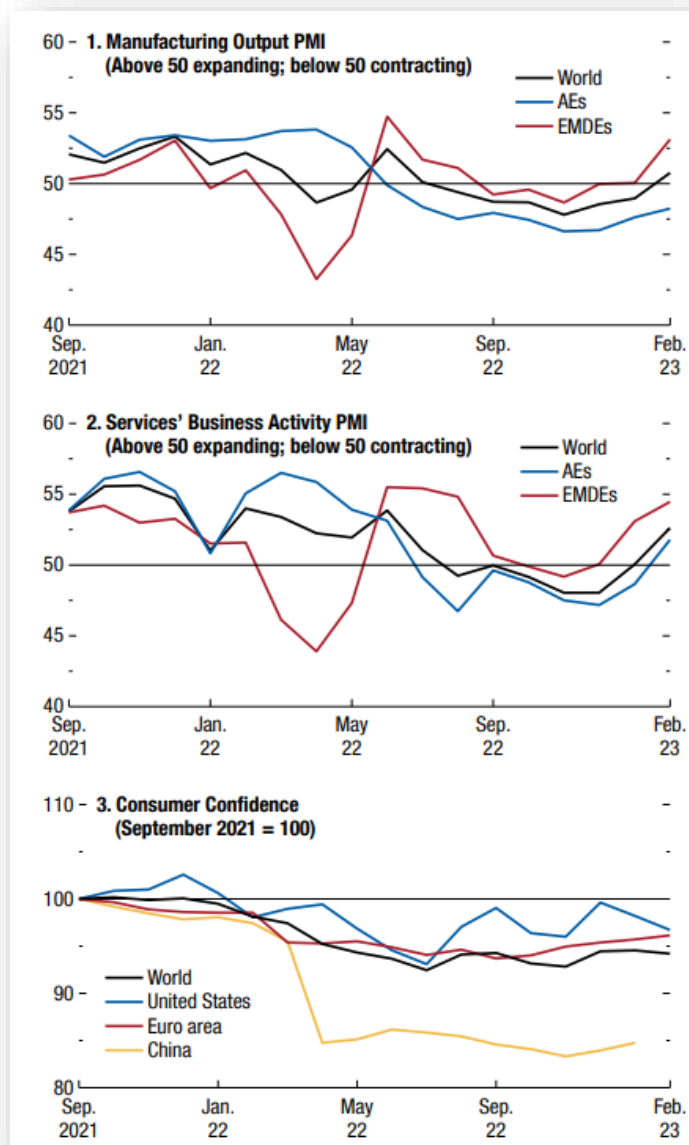 1. Manufacturing Output PMI
(Above 50 expanding; below 50 contracting)
World
AEs
EMDEs
60 –
55 –
50
45 –
40
Sep. 2021
Jan. 22
May 22
Sep. 22
Feb. 23
2. Services’ Business Activity PMI
(Above 50 expanding; below 50 contracting)
World
AEs
EMDEs
60 –
55 –
50
45 –
40
Sep. 2021
Jan. 22
May 22
Sep. 22
Feb. 23
3. Consumer Confidence
(September 2021 = 100)
110 –
100
90 –
80
World
United States
Euro area
China
Sep. 2021
Jan. 22
May 22
Sep. 22
Feb. 23